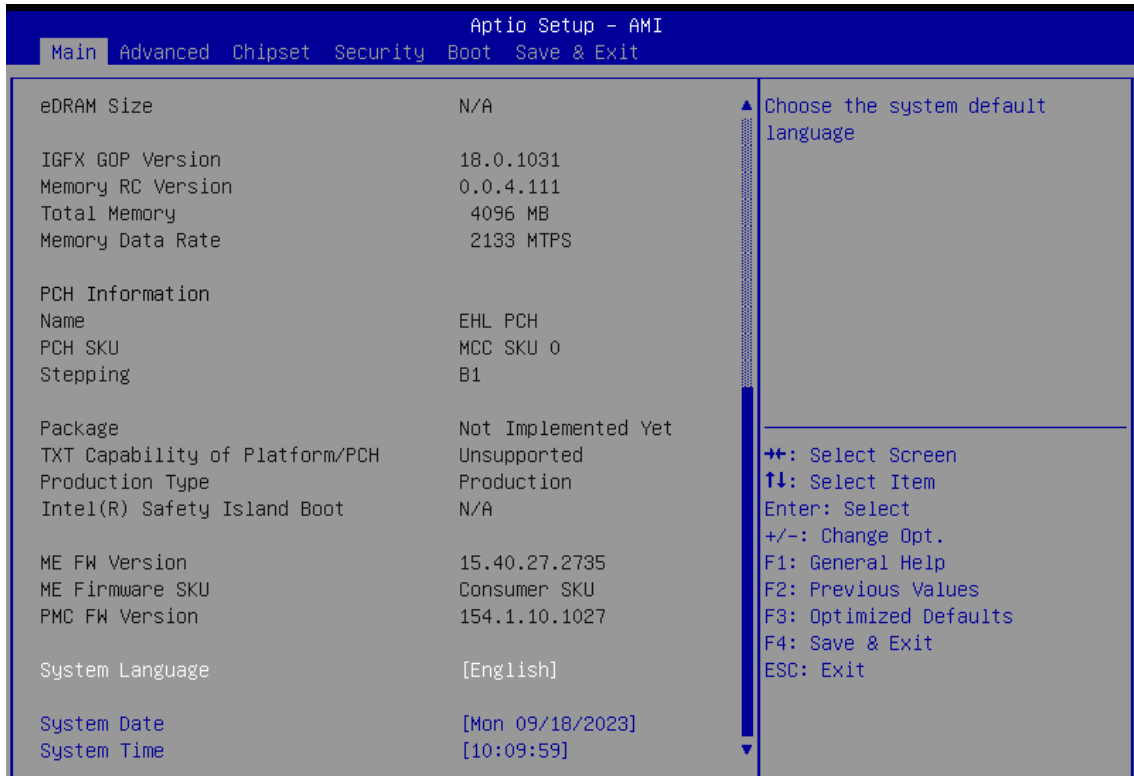 Aptio Setup – AMI
Main Advanced Chipset Security Boot Save & Exit
eDRAM Size N/A
IGFX GOP Version 18.0.1031
Memory RC Version 0.0.4.111
Total Memory 4096 MB
Memory Data Rate 2133 MTPS
PCH Information
Name EHL PCH
PCH SKU MCC SKU 0
Stepping B1
Package Not Implemented Yet
TXT Capability of Platform/PCH Unsupported
Production Type Production
Intel(R) Safety Island Boot N/A
ME FW Version 15.40.27.2735
ME Firmware SKU Consumer SKU
PMC FW Version 154.1.10.1027
System Language [English]
System Date [Mon 09/18/2023]
System Time [10:09:59]
Choose the system default
language
→←: Select Screen
↑↓: Select Item
Enter: Select
+/-: Change Opt.
F1: General Help
F2: Previous Values
F3: Optimized Defaults
F4: Save & Exit
ESC: Exit